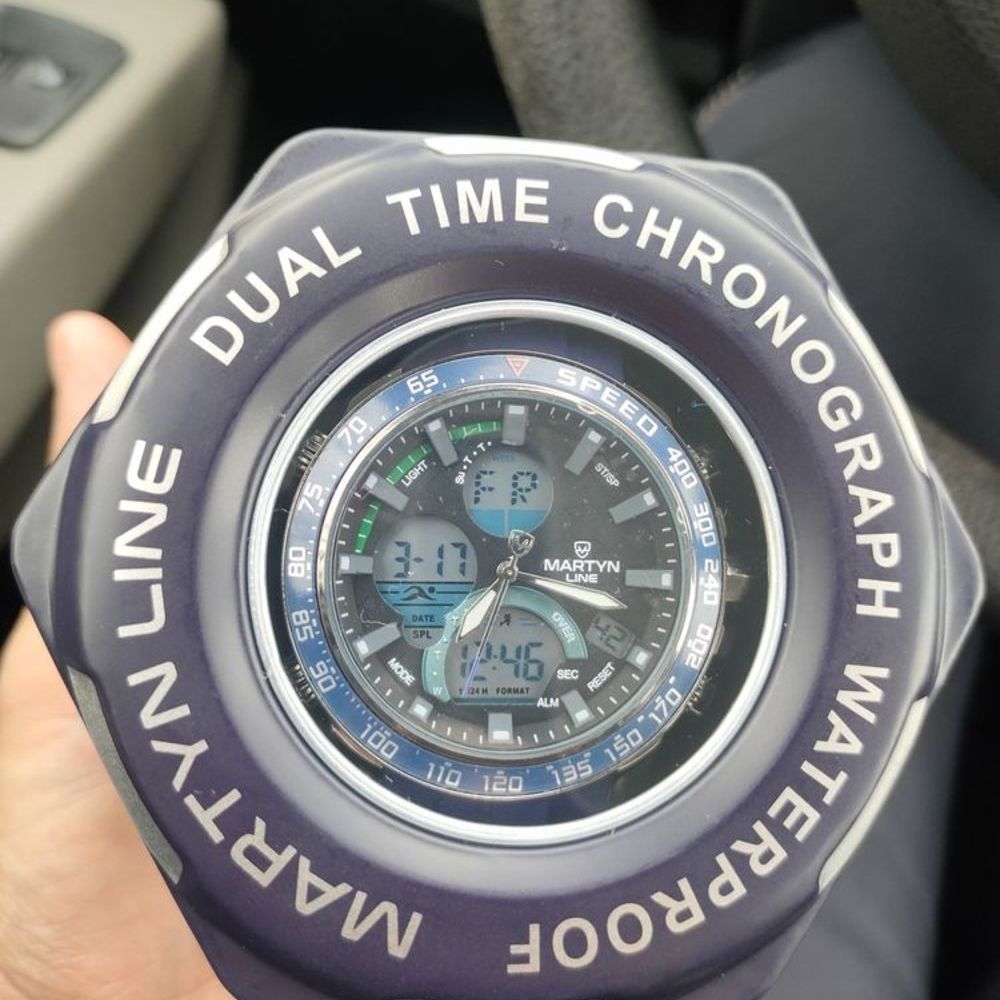 DUAL TIME CHRONOGRAPH WATERPROOF
MARTYN LINE
SPEED 400 300 240 200 170 150 135 120 110 100 90 85 80 75 70 65
LIGHT
ST/SP
WEEK
FR
3-17
DATE
SPL
MARTYN
LINE
OVER
42
12:46
SEC
RESET
MODE
24 H FORMAT
ALM